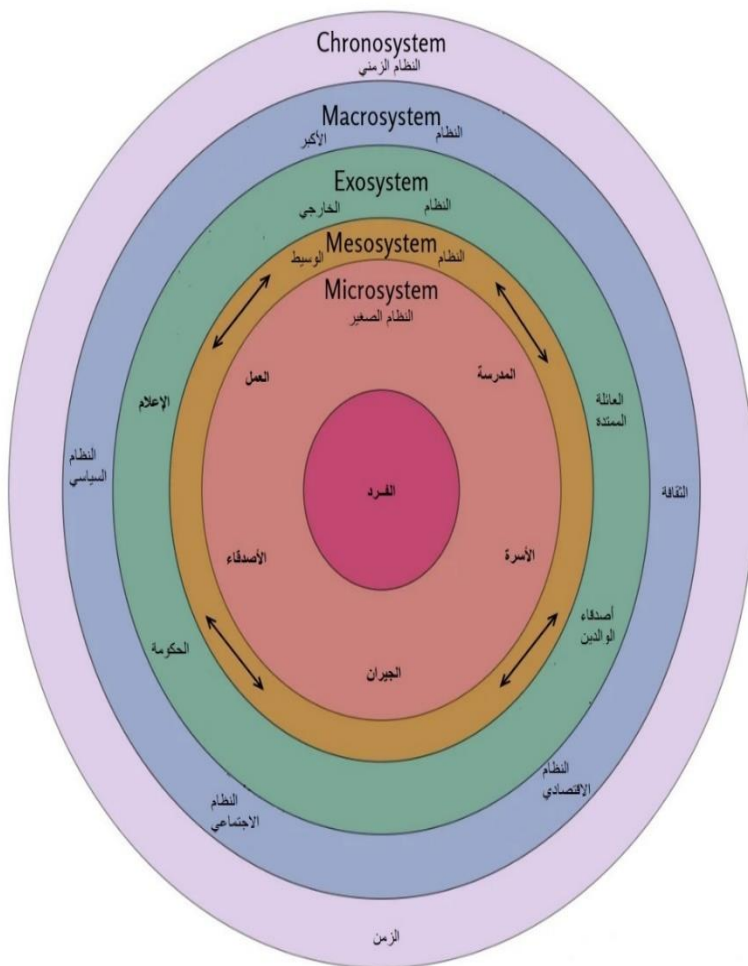 Chronosystem
النظام الزمني
Macrosystem
النظام الأكبر
Exosystem
النظام الخارجي
Mesosystem
النظام الوسيط
Microsystem
النظام الصغير
المدرسة
العمل
العائلة
الممتدة
الإعلام
النظام
السياسي
الثقافة
الفرد
الأسرة
الأصدقاء
أصدقاء
الوالدين
الحكومة
الجيران
النظام
الاقتصادي
النظام
الاجتماعي
الزمن